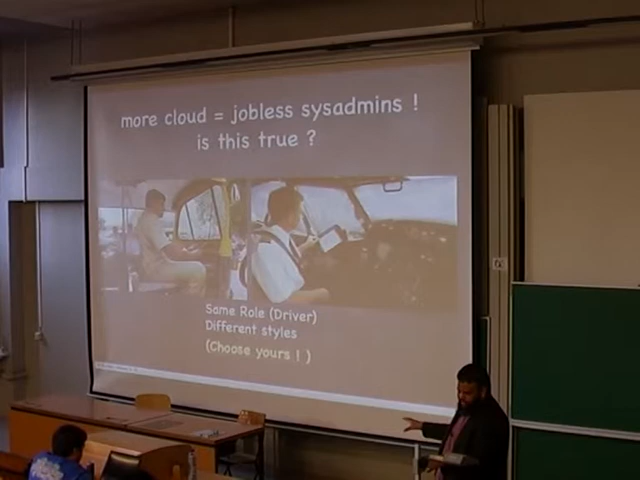 more cloud = jobless sysadmins !
is this true ?
Same Role (Driver)
Different styles
(Choose yours ! )